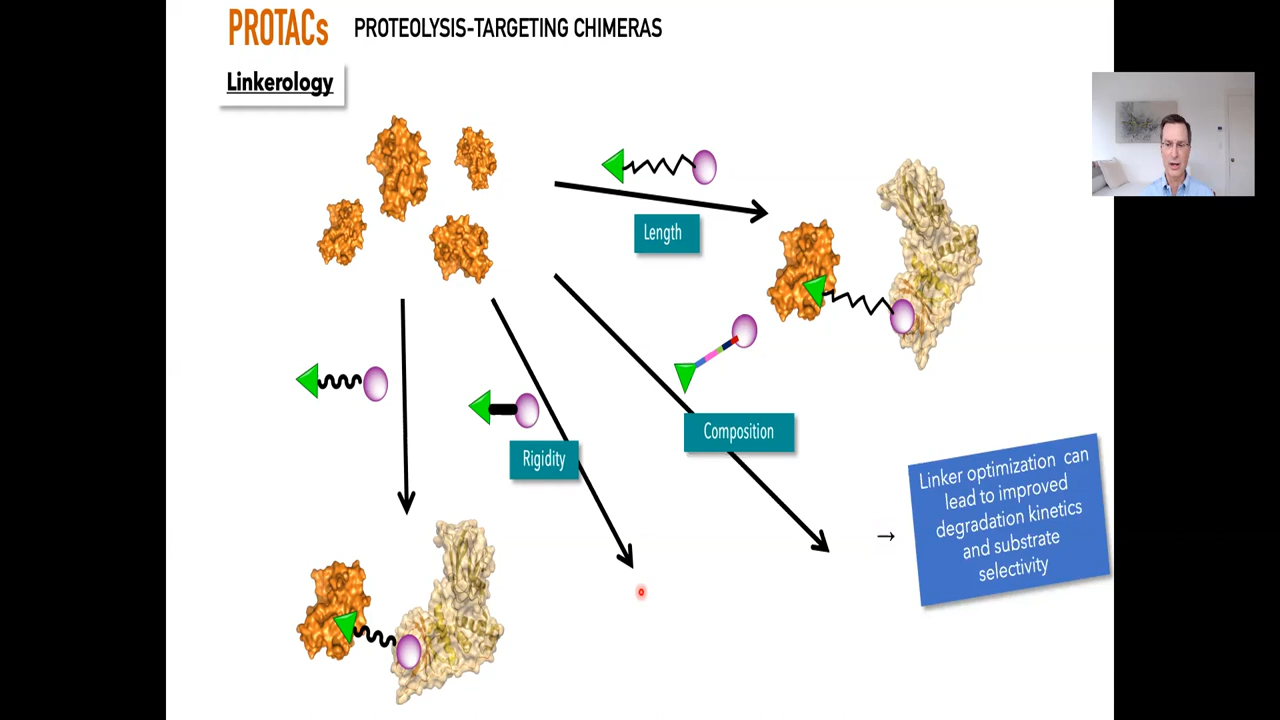 PROTACs PROTEOLYSIS-TARGETING CHIMERAS
Linkerology
Length
Composition
Rigidity
Linker optimization can
lead to improved
degradation kinetics
and substrate
selectivity